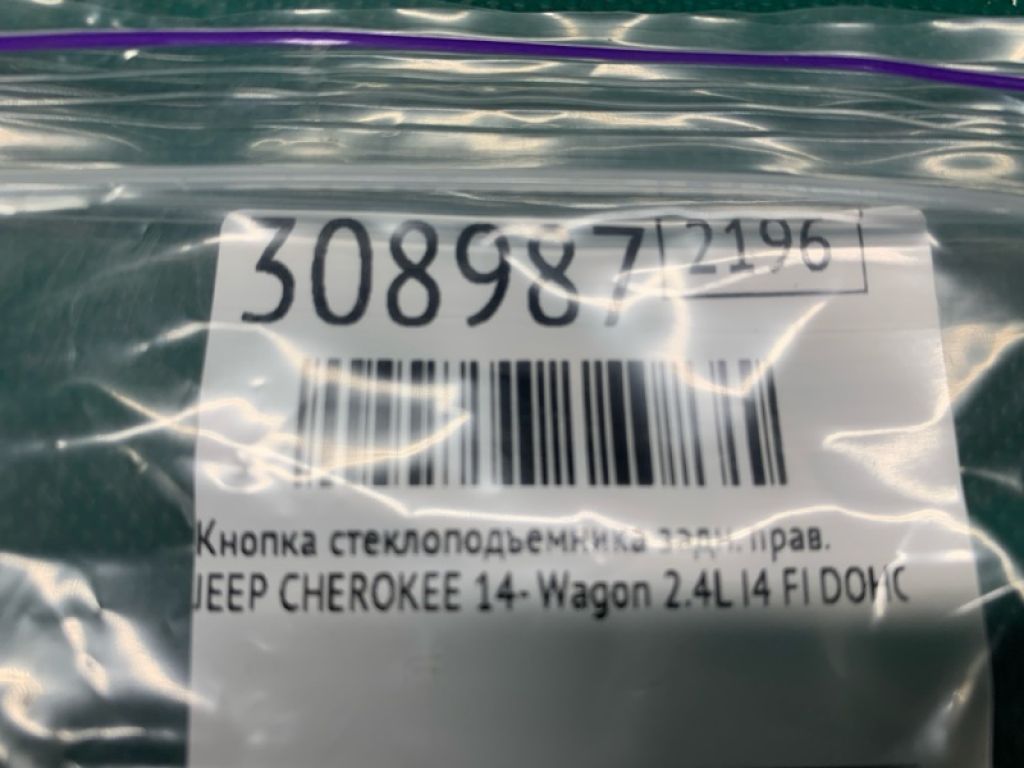 308987 2196
Кнопка стеклоподъемника задн. прав.
JEEP CHEROKEE 14- Wagon 2.4L I4 FI DOHC